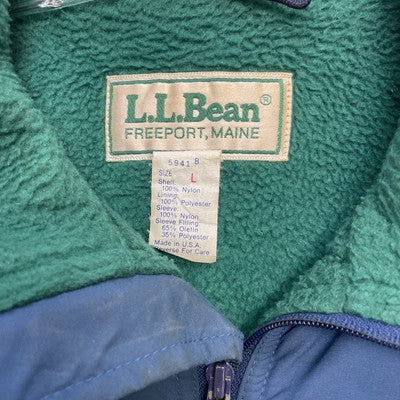 L.L.Bean®
FREEPORT, MAINE
5941 B
SIZE L
Shell:
100% Nylon
Lining:
100% Polyester
Sleeve:
100% Nylon
Sleeve Filling
65% Olefin
35% Polyester
Made in U.S.A.
Reverse For Care